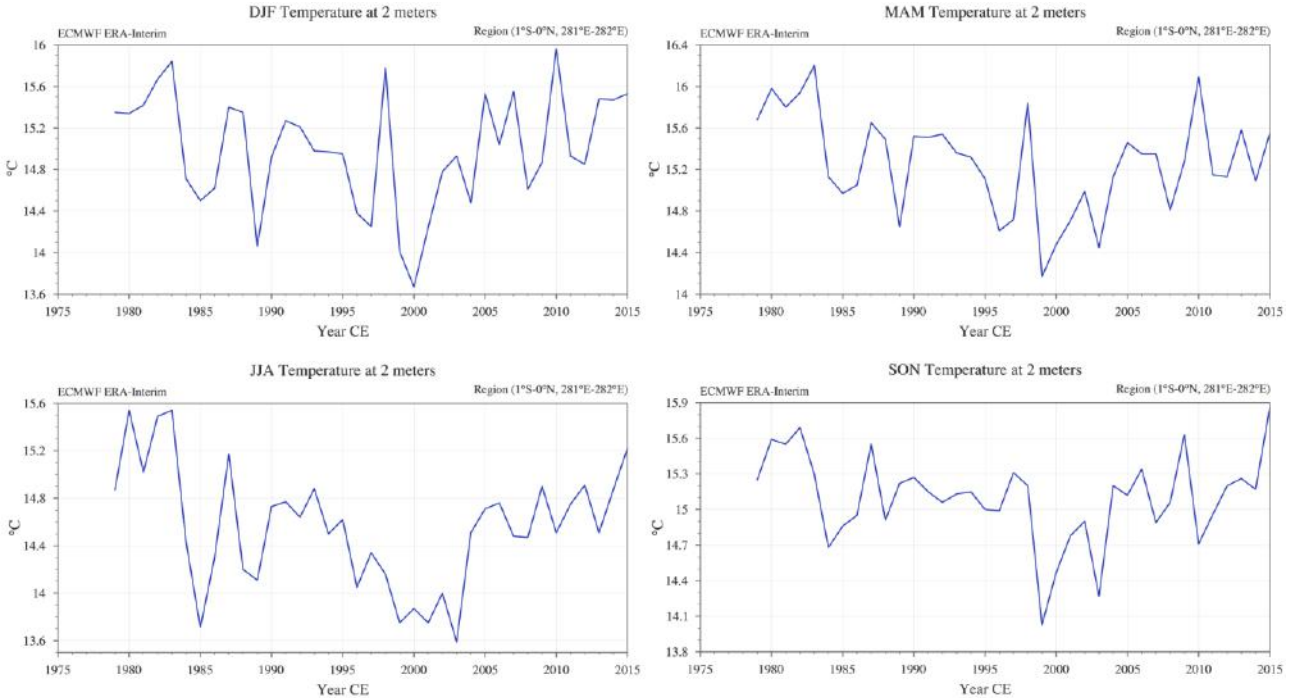 DJF Temperature at 2 meters
ECMWF ERA-Interim Region (1°S-0°N, 281°E-282°E)
16
15.6
15.2
14.8
14.4
14
13.6
°C
1975 1980 1985 1990 1995 2000 2005 2010 2015
Year CE
MAM Temperature at 2 meters
ECMWF ERA-Interim Region (1°S-0°N, 281°E-282°E)
16.4
16
15.6
15.2
14.8
14.4
14
°C
1975 1980 1985 1990 1995 2000 2005 2010 2015
Year CE
JJA Temperature at 2 meters
ECMWF ERA-Interim Region (1°S-0°N, 281°E-282°E)
15.6
15.2
14.8
14.4
14
13.6
°C
1975 1980 1985 1990 1995 2000 2005 2010 2015
Year CE
SON Temperature at 2 meters
ECMWF ERA-Interim Region (1°S-0°N, 281°E-282°E)
15.9
15.6
15.3
15
14.7
14.4
14.1
13.8
°C
1975 1980 1985 1990 1995 2000 2005 2010 2015
Year CE